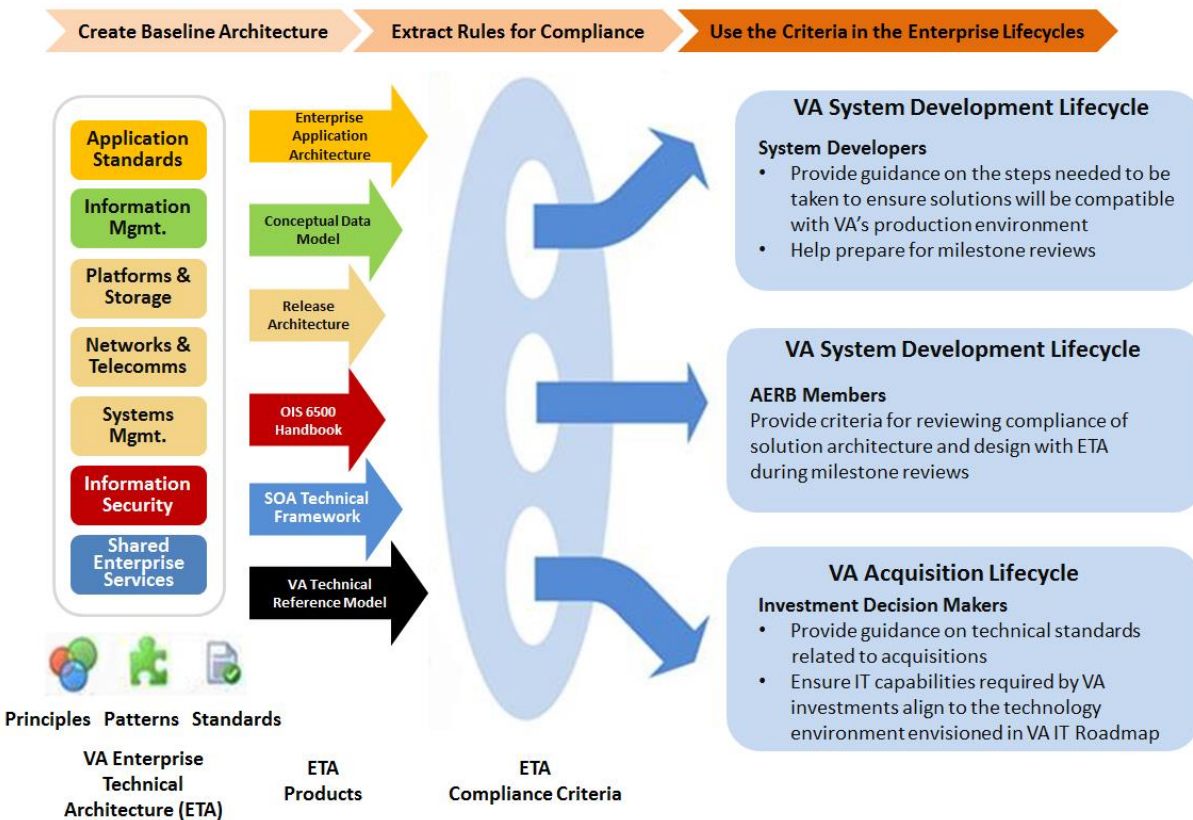 Create Baseline Architecture
Extract Rules for Compliance
Use the Criteria in the Enterprise Lifecycles
Application
Standards
Information
Mgmt.
Platforms &
Storage
Networks &
Telecomms
Systems
Mgmt.
Information
Security
Shared
Enterprise
Services
Principles
Patterns
Standards
VA Enterprise
Technical
Architecture (ETA)
Enterprise
Application
Architecture
Conceptual Data
Model
Release
Architecture
OIS 6500
Handbook
SOA Technical
Framework
VA Technical
Reference Model
ETA
Products
ETA
Compliance Criteria
VA System Development Lifecycle
System Developers
• Provide guidance on the steps needed to be
taken to ensure solutions will be compatible
with VA's production environment
• Help prepare for milestone reviews
VA System Development Lifecycle
AERB Members
Provide criteria for reviewing compliance of
solution architecture and design with ETA
during milestone reviews
VA Acquisition Lifecycle
Investment Decision Makers
• Provide guidance on technical standards
related to acquisitions
• Ensure IT capabilities required by VA
investments align to the technology
environment envisioned in VA IT Roadmap